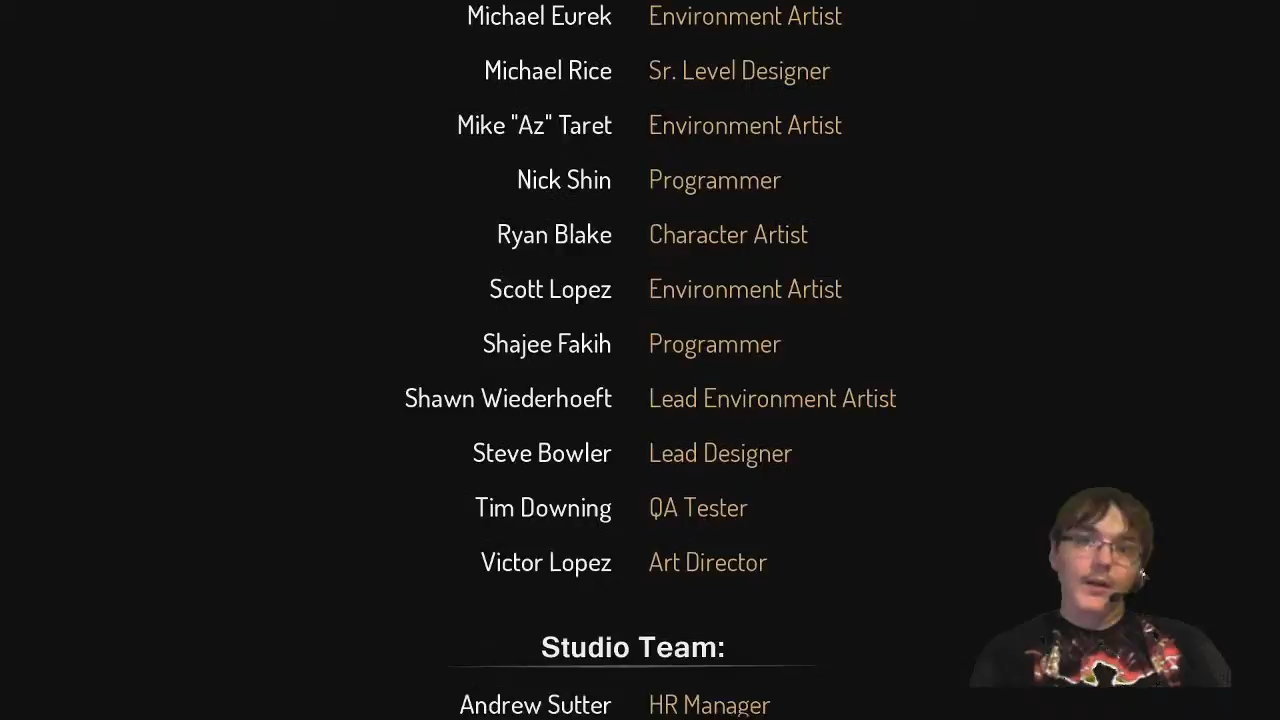 Michael Eurek Environment Artist
Michael Rice Sr. Level Designer
Mike "Az" Taret Environment Artist
Nick Shin Programmer
Ryan Blake Character Artist
Scott Lopez Environment Artist
Shajee Fakih Programmer
Shawn Wiederhoeft Lead Environment Artist
Steve Bowler Lead Designer
Tim Downing QA Tester
Victor Lopez Art Director
Studio Team:
Andrew Sutter HR Manager